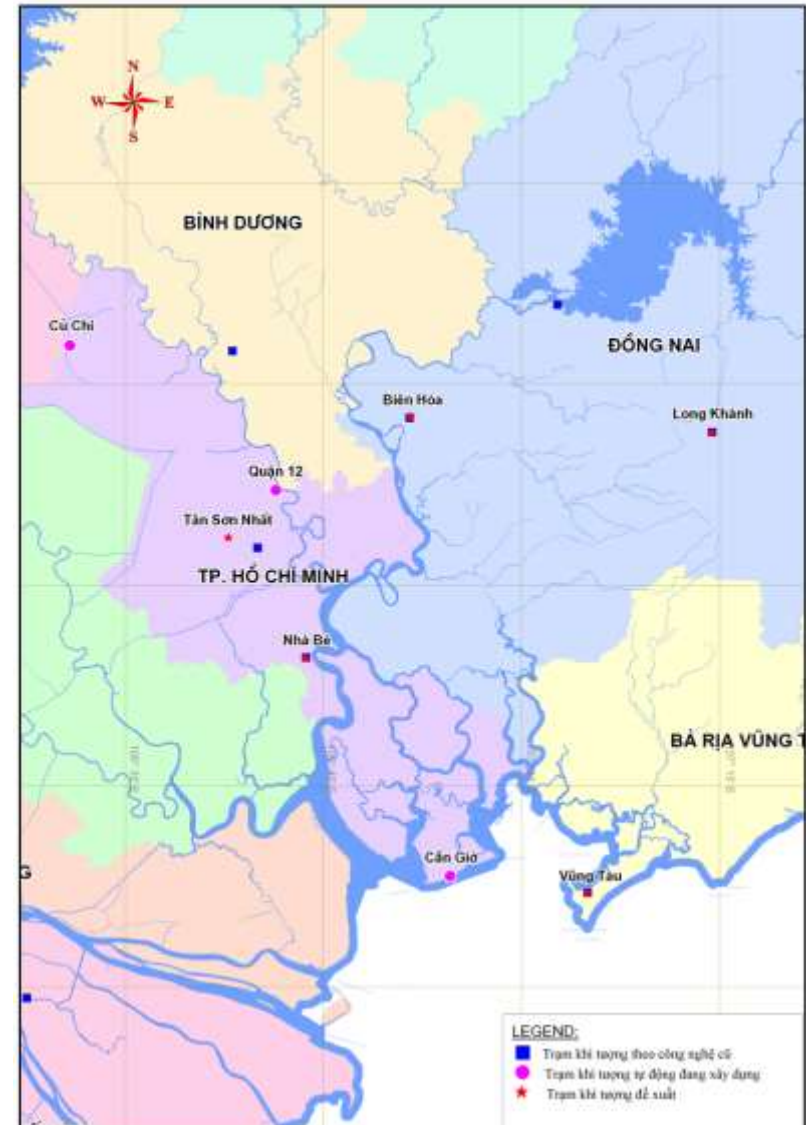 N
W E
S
BÌNH DƯƠNG
Củ Chi
ĐỒNG NAI
Biên Hòa
Long Khánh
Quận 12
Tân Sơn Nhất
TP. HỒ CHÍ MINH
Nhà Bè
BÀ RỊA VŨNG T
Cần Giờ
Vũng Tàu
G
LEGEND:
Trạm khí tượng theo công nghệ cũ
Trạm khí tượng tự động đang xây dựng
Trạm khí tượng đề xuất